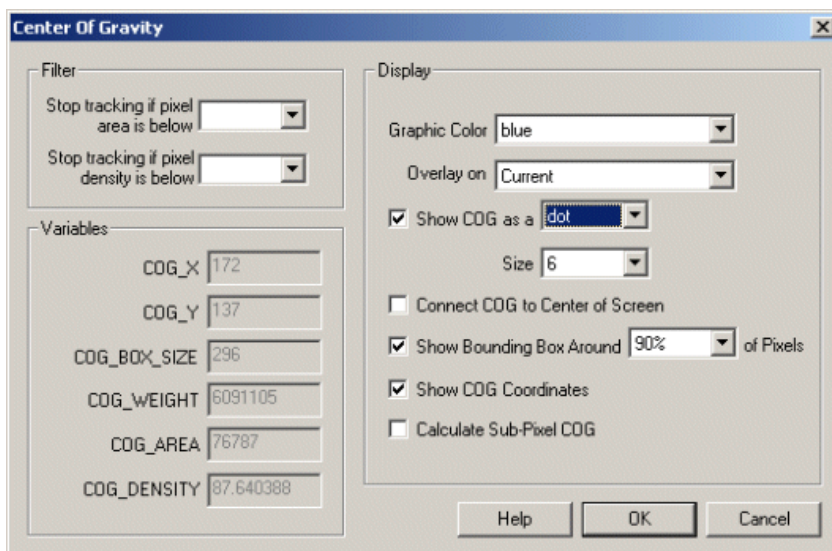 Center Of Gravity
Filter
Stop tracking if pixel
area is below
Stop tracking if pixel
density is below
Variables
COG_X 172
COG_Y 137
COG_BOX_SIZE 296
COG_WEIGHT 6091105
COG_AREA 76787
COG_DENSITY 87.640388
Display
Graphic Color blue
Overlay on Current
Show COG as a dot
Size 6
Connect COG to Center of Screen
Show Bounding Box Around 90% of Pixels
Show COG Coordinates
Calculate Sub-Pixel COG
Help OK Cancel